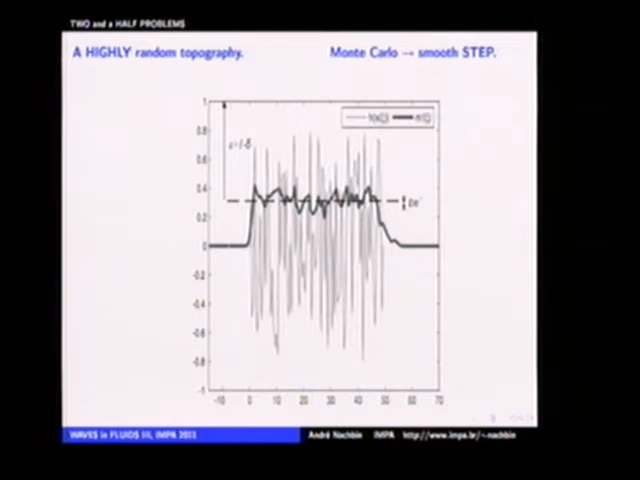 TWO and a HALF PROBLEMS
A HIGHLY random topography.
Monte Carlo → smooth STEP.
1
0.8
0.6
0.4
0.2
0
-0.2
-0.4
-0.6
-0.8
-1
-10 0 10 20 30 40 50 60 70
WAVES in FLUIDS III, IMPA 2011
André Nachbin IMPA http://www.impa.br/~nachbin